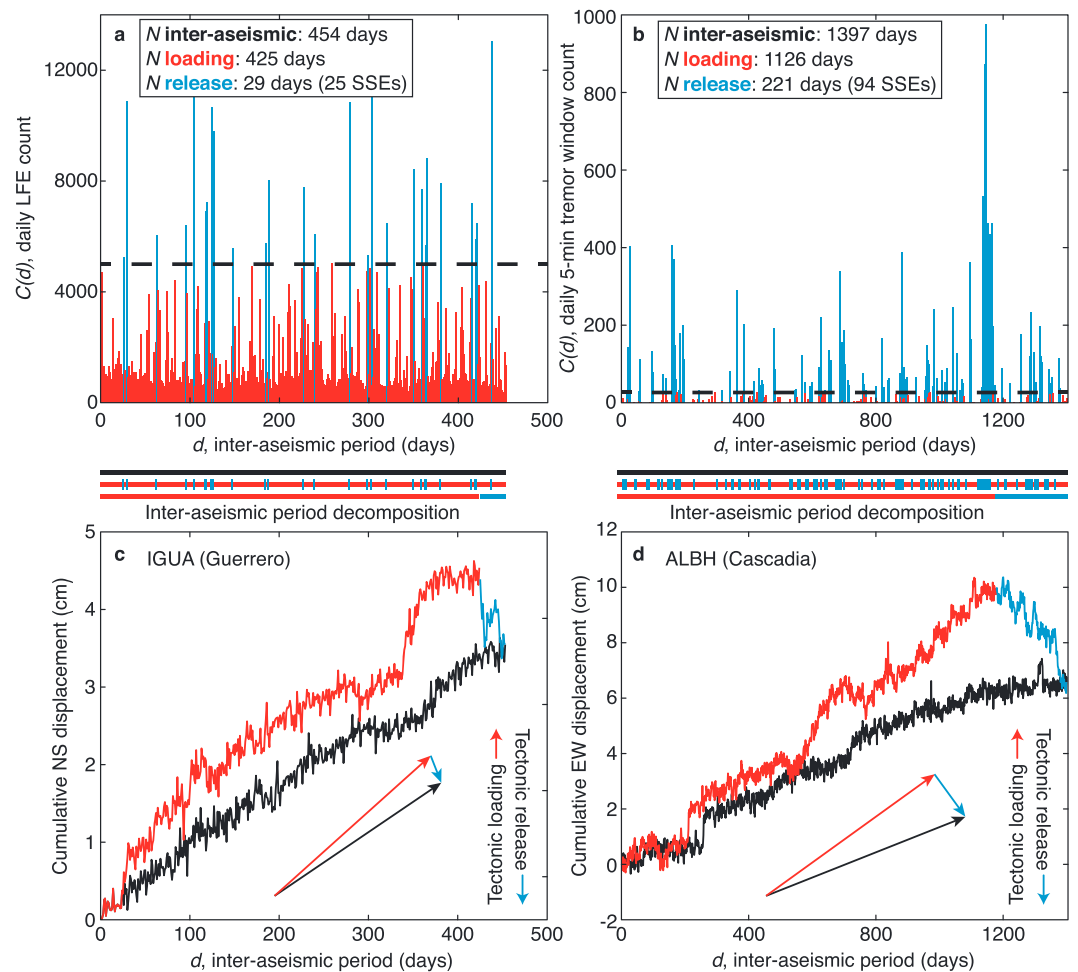 a
N inter-aseismic: 454 days
N loading: 425 days
N release: 29 days (25 SSEs)
12000
8000
4000
0
C(d), daily LFE count
0 100 200 300 400 500
d, inter-aseismic period (days)
b
N inter-aseismic: 1397 days
N loading: 1126 days
N release: 221 days (94 SSEs)
1000
800
600
400
200
0
C(d), daily 5-min tremor window count
0 400 800 1200
d, inter-aseismic period (days)
Inter-aseismic period decomposition
Inter-aseismic period decomposition
c IGUA (Guerrero)
5
4
3
2
1
0
Cumulative NS displacement (cm)
Tectonic loading
Tectonic release
0 100 200 300 400 500
d, inter-aseismic period (days)
d ALBH (Cascadia)
12
10
8
6
4
2
0
-2
Cumulative EW displacement (cm)
Tectonic loading
Tectonic release
0 400 800 1200
d, inter-aseismic period (days)